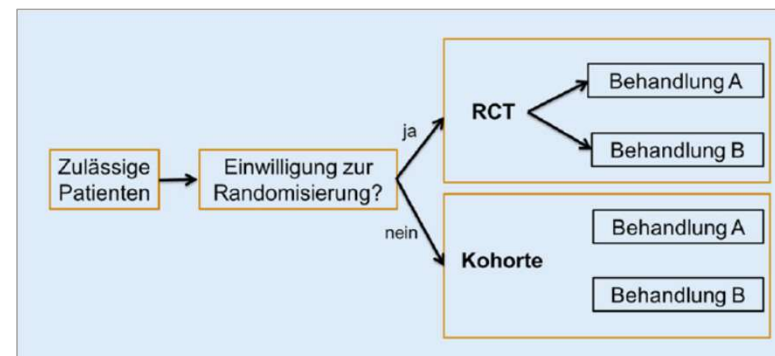 Zulässige
Patienten
Einwilligung zur
Randomisierung?
ja
nein
RCT
Behandlung A
Behandlung B
Kohorte
Behandlung A
Behandlung B